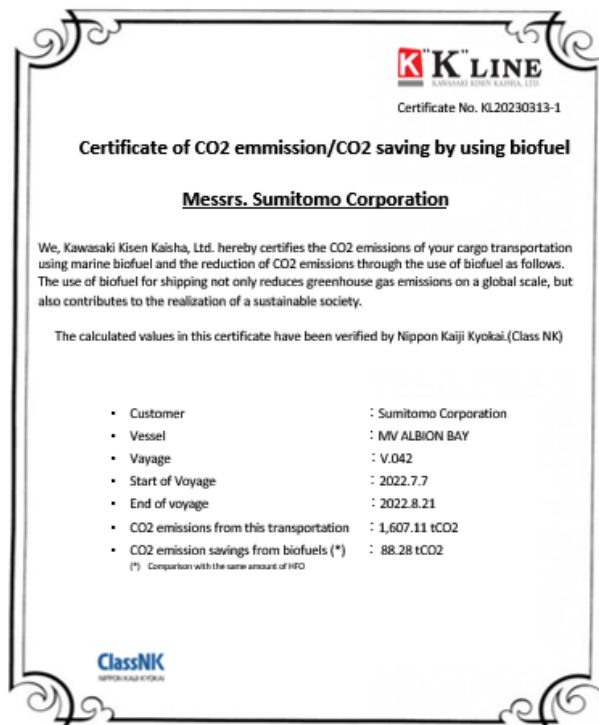 K "K" LINE
KAWASAKI KISEN KAISHA, LTD.
Certificate No. KL20230313-1
Certificate of CO2 emmission/CO2 saving by using biofuel
Messrs. Sumitomo Corporation
We, Kawasaki Kisen Kaisha, Ltd. hereby certifies the CO2 emissions of your cargo transportation
using marine biofuel and the reduction of CO2 emissions through the use of biofuel as follows.
The use of biofuel for shipping not only reduces greenhouse gas emissions on a global scale, but
also contributes to the realization of a sustainable society.
The calculated values in this certificate have been verified by Nippon Kaiji Kyokai.(Class NK)
▪ Customer : Sumitomo Corporation
▪ Vessel : MV ALBION BAY
▪ Vayage : V.042
▪ Start of Voyage : 2022.7.7
▪ End of voyage : 2022.8.21
▪ CO2 emissions from this transportation : 1,607.11 tCO2
▪ CO2 emission savings from biofuels (*) : 88.28 tCO2
(*) Comparison with the same amount of HFO
ClassNK
NIPPON KAIJI KYOKAI